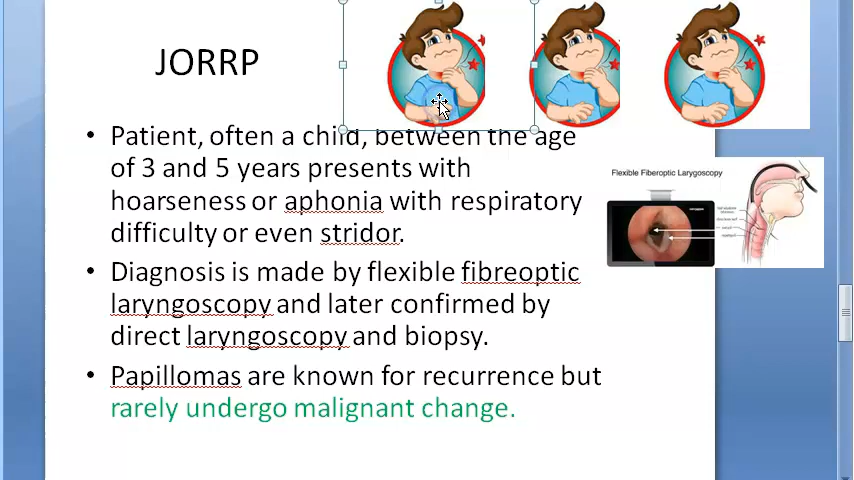 JORRP
• Patient, often a child, between the age
of 3 and 5 years presents with
hoarseness or aphonia with respiratory
difficulty or even stridor.
• Diagnosis is made by flexible fibreoptic
laryngoscopy and later confirmed by
direct laryngoscopy and biopsy.
• Papillomas are known for recurrence but
rarely undergo malignant change.
Flexible Fiberoptic Laryngoscopy